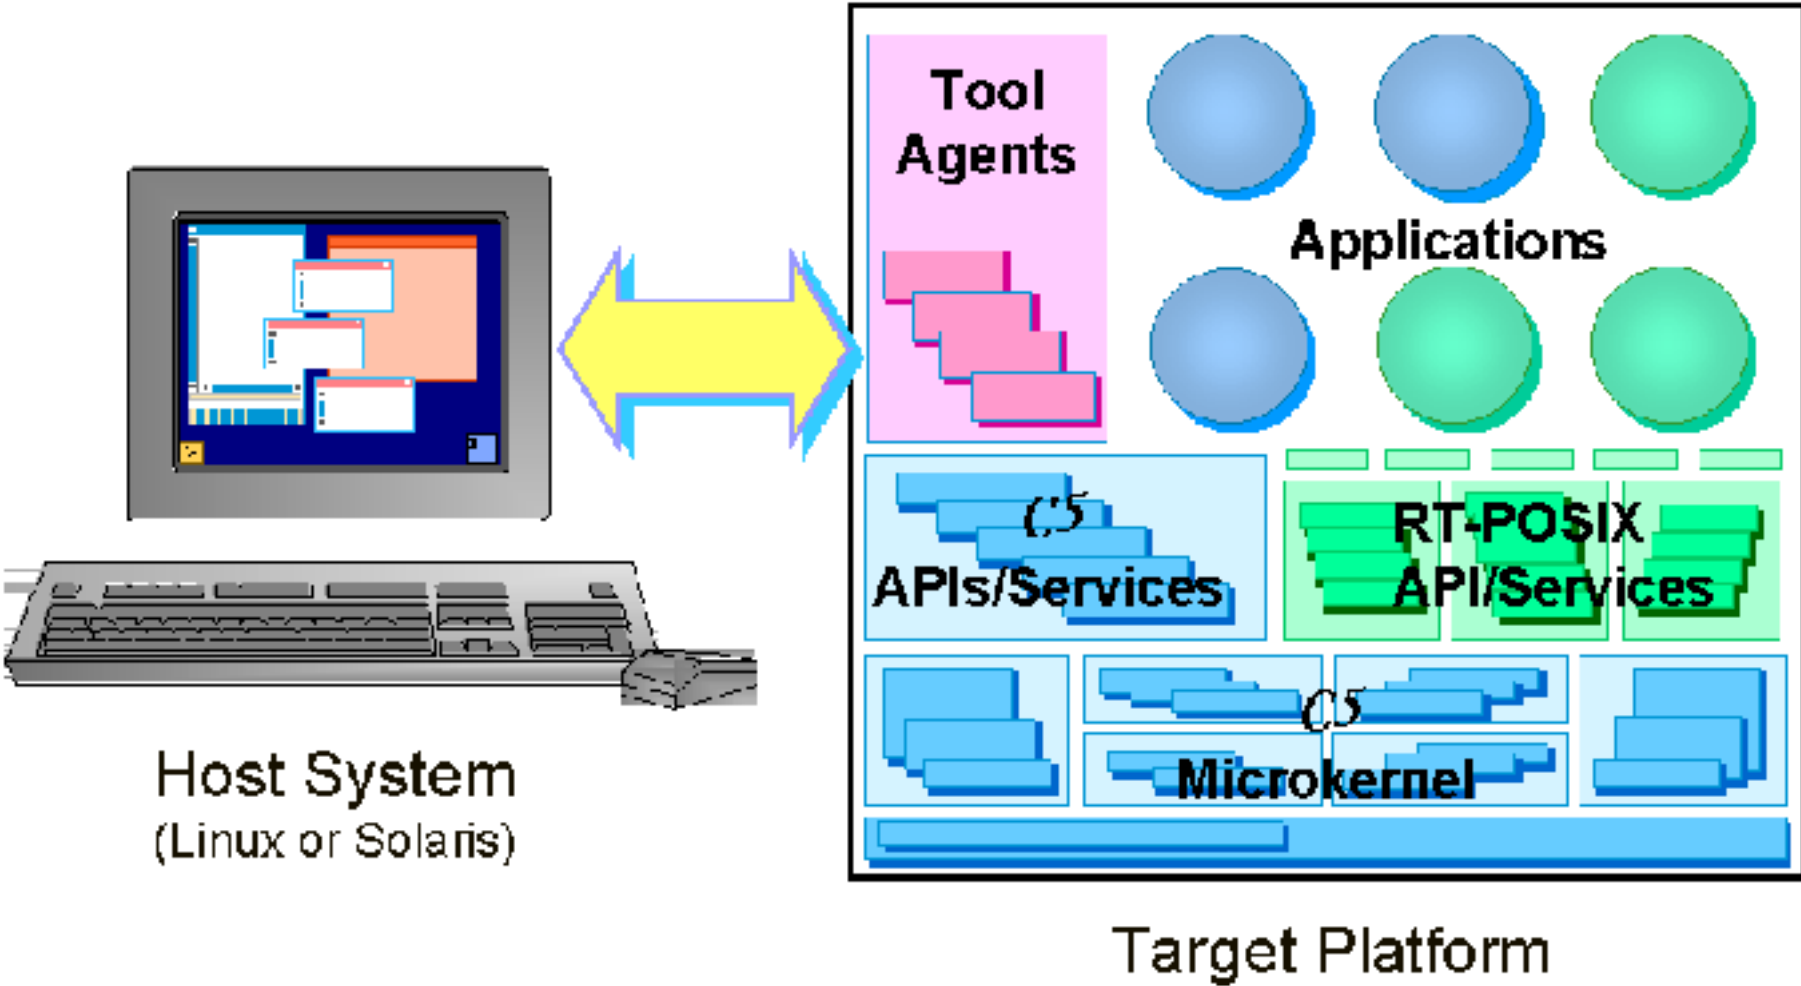 Tool
Agents
Applications
C5
APIs/Services
RT-POSIX
API/Services
C5
Microkernel
Host System
(Linux or Solaris)
Target Platform